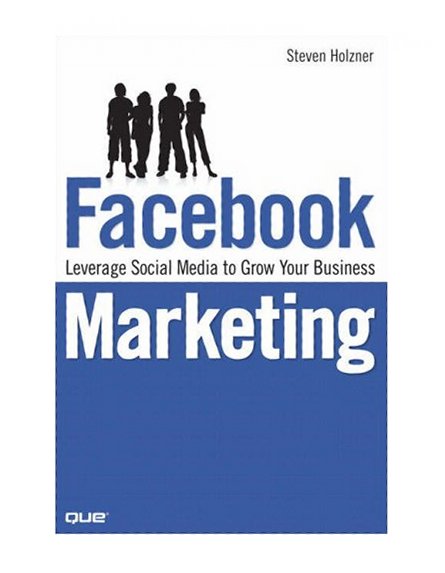 Steven Holzner
Facebook
Leverage Social Media to Grow Your Business
Marketing
que®